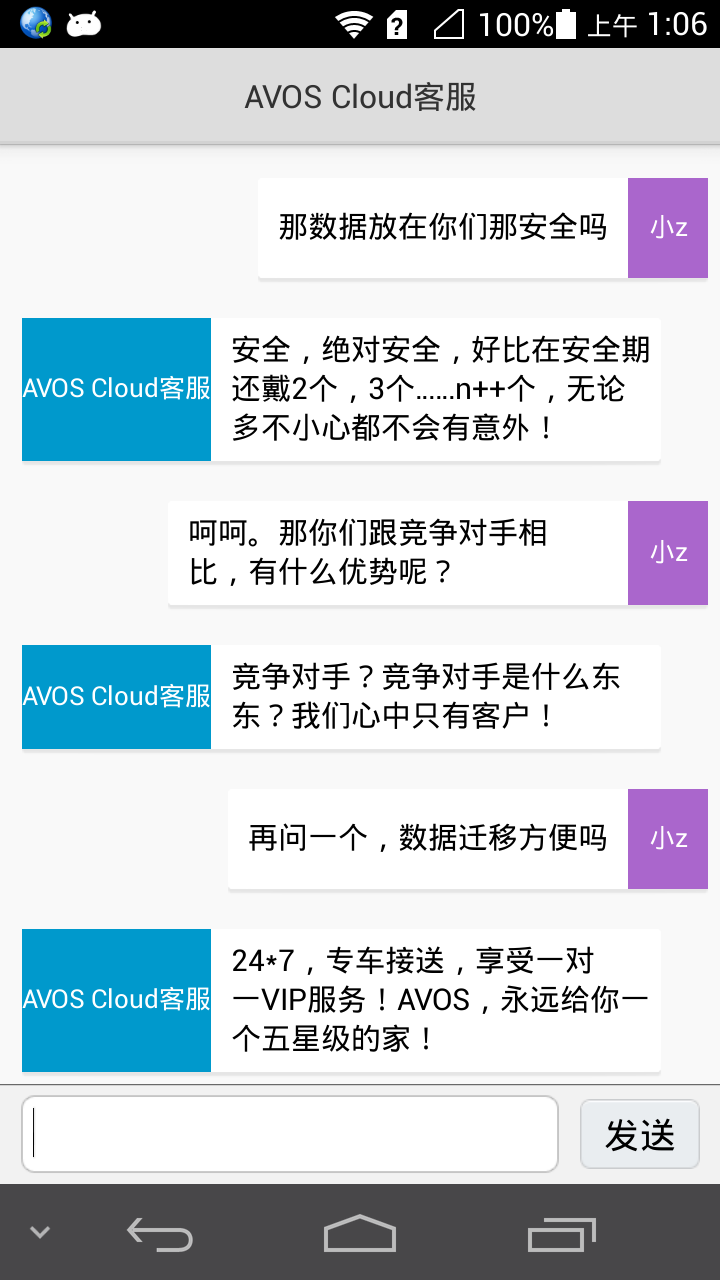 100% 上午 1:06
AVOS Cloud客服
那数据放在你们那安全吗
小z
AVOS Cloud客服
安全，绝对安全，好比在安全期
还戴2个，3个……n++个，无论
多不小心都不会有意外！
呵呵。那你们跟竞争对手相
比，有什么优势呢？
小z
AVOS Cloud客服
竞争对手？竞争对手是什么东
东？我们心中只有客户！
再问一个，数据迁移方便吗
小z
AVOS Cloud客服
24*7，专车接送，享受一对
一VIP服务！AVOS，永远给你一
个五星级的家！
发送